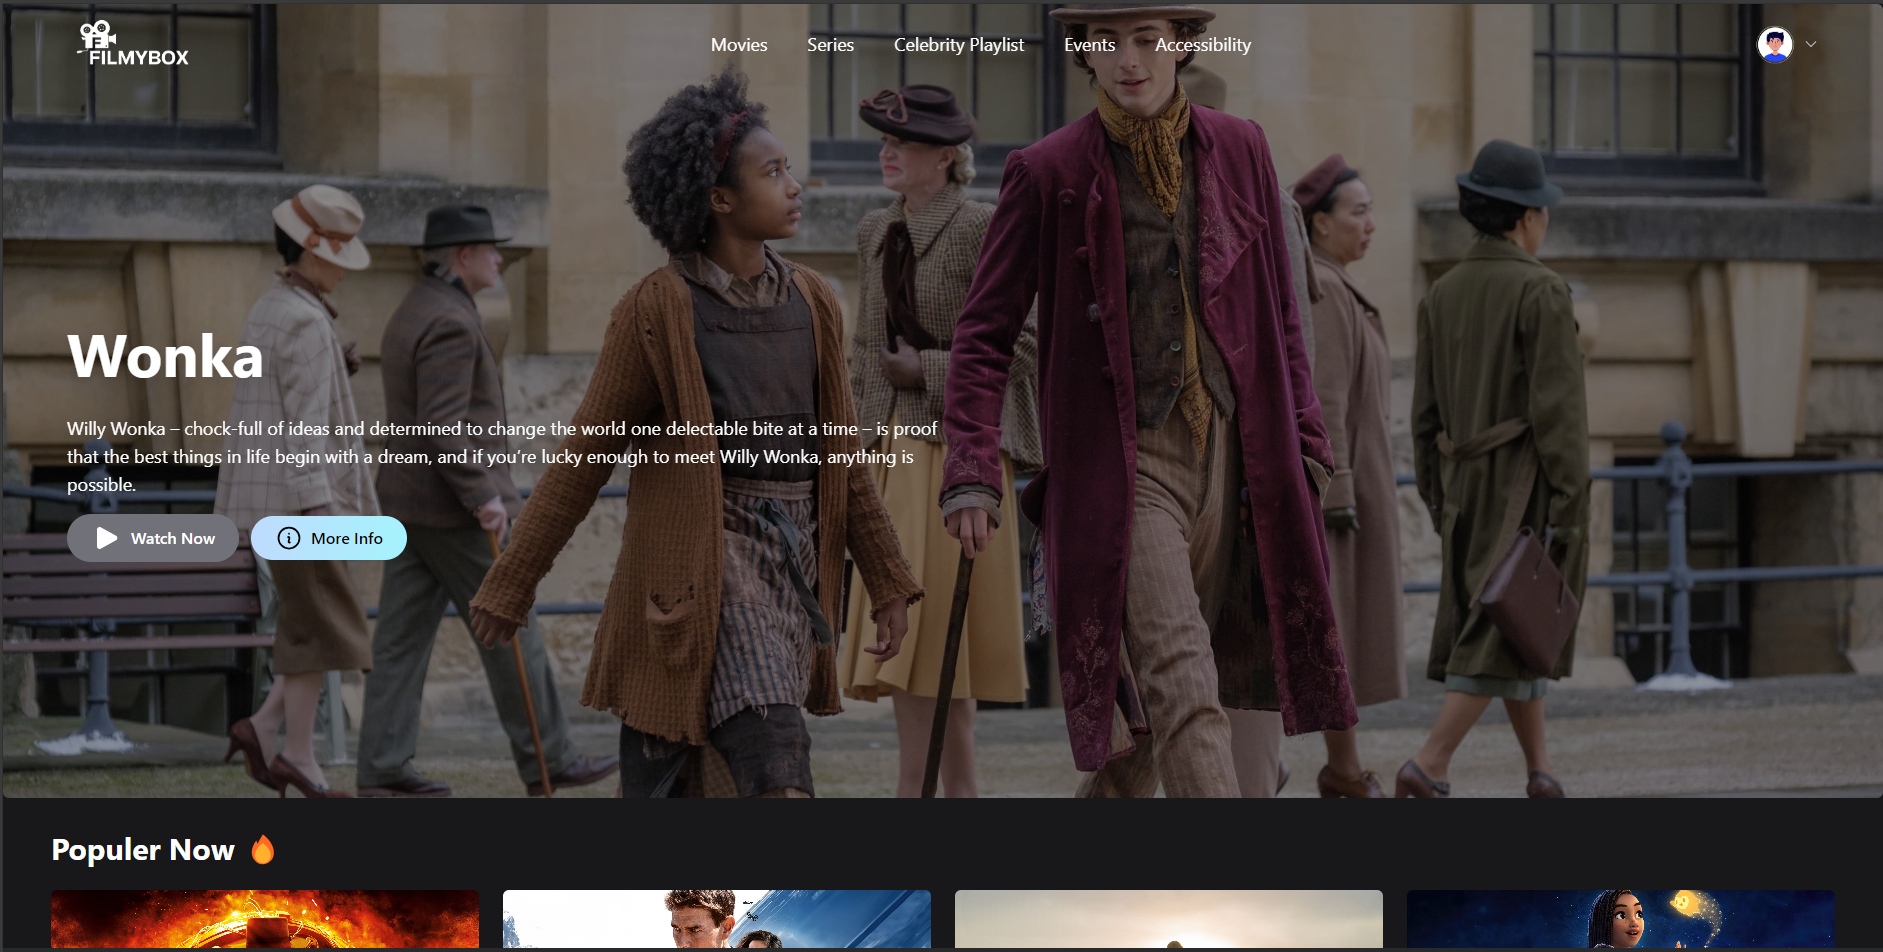 FILMYBOX
Movies Series Celebrity Playlist Events Accessibility
Wonka
Willy Wonka – chock-full of ideas and determined to change the world one delectable bite at a time – is proof
that the best things in life begin with a dream, and if you’re lucky enough to meet Willy Wonka, anything is
possible.
Watch Now More Info
Populer Now